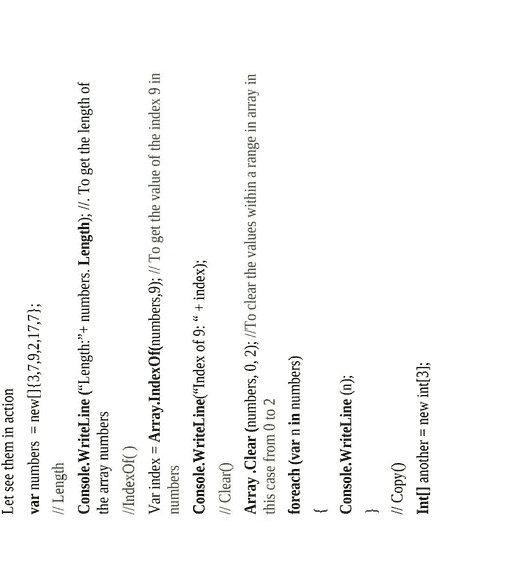 Let see them in action
var numbers = new[]{3,7,9,2,17,7};
// Length
Console.WriteLine (“Length:”+ numbers. Length); //. To get the length of
the array numbers
//IndexOf( )
Var index = Array.IndexOf(numbers,9); // To get the value of the index 9 in
numbers
Console.WriteLine(“Index of 9: “ + index);
// Clear()
Array .Clear (numbers, 0, 2); //To clear the values within a range in array in
this case from 0 to 2
foreach (var n in numbers)
{
Console.WriteLine (n);
}
// Copy()
Int[] another = new int[3];